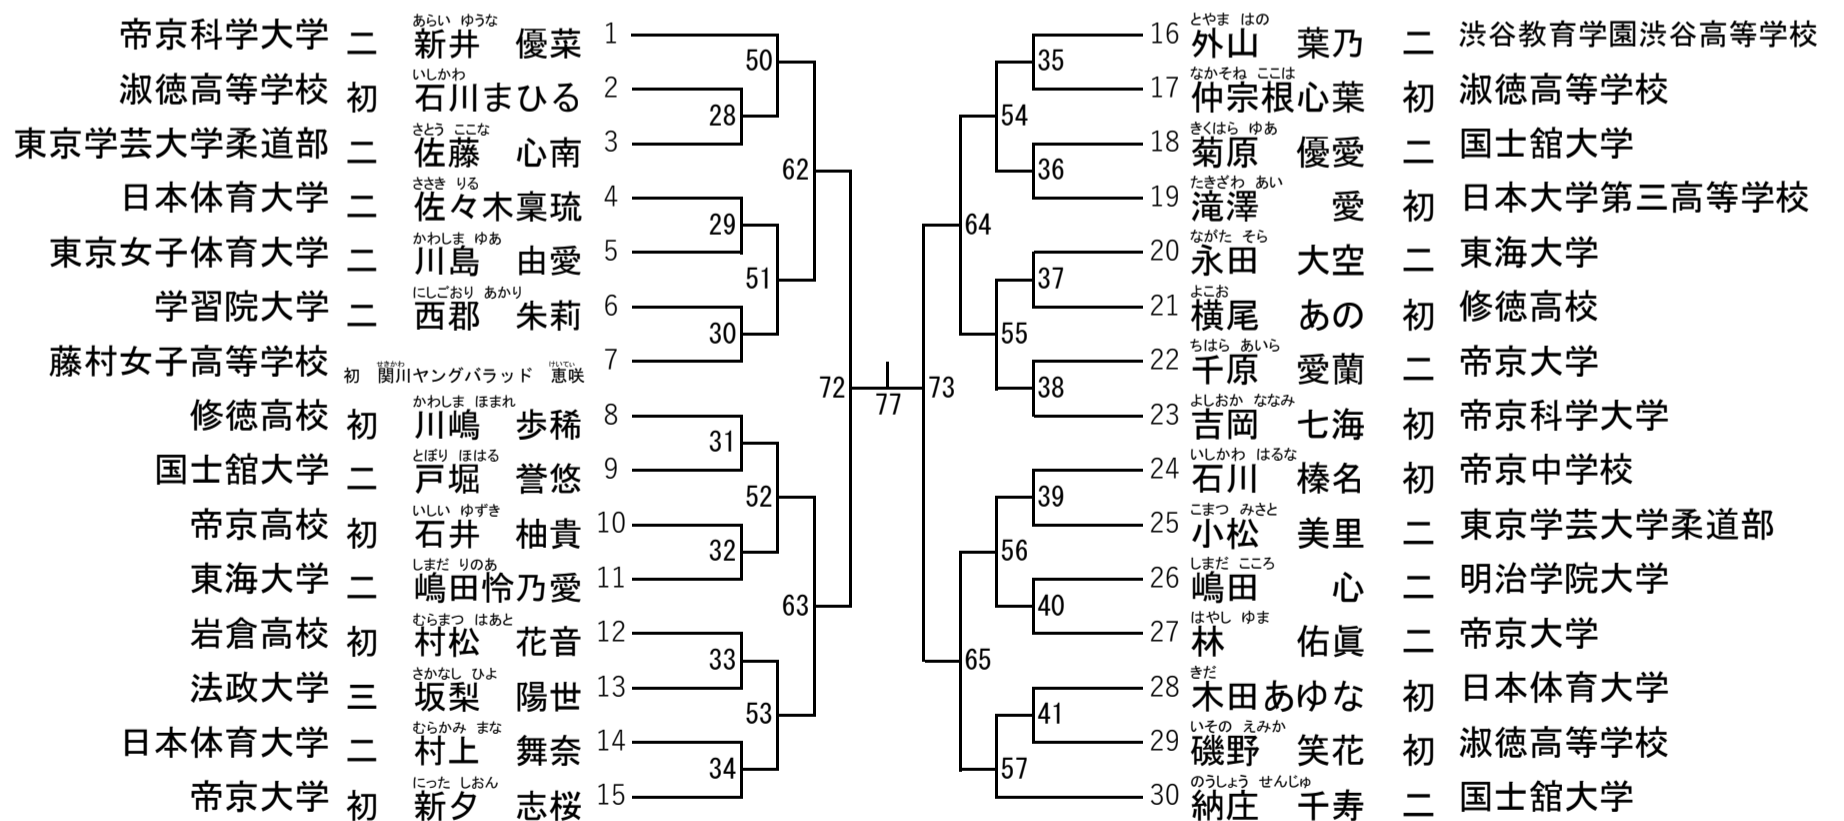 あらい ゆうな
帝京科学大学 二 新井 優菜 1
いしかわ
淑徳高等学校 初 石川まひる 2
さとう ここな
東京学芸大学柔道部 二 佐藤 心南 3
ささき りる
日本体育大学 二 佐々木稟琉 4
かわしま ゆあ
東京女子体育大学 二 川島 由愛 5
にしごおり あかり
学習院大学 二 西郡 朱莉 6
せきかわ けいてぃ
藤村女子高等学校 初 関川ヤングバラッド 恵咲 7
かわしま ほまれ
修徳高校 初 川嶋 歩稀 8
とぼり ほはる
国士舘大学 二 戸堀 誉悠 9
いしい ゆずき
帝京高校 初 石井 柚貴 10
しまだ りのあ
東海大学 二 嶋田怜乃愛 11
むらまつ はあと
岩倉高校 初 村松 花音 12
さかなし ひよ
法政大学 三 坂梨 陽世 13
むらかみ まな
日本体育大学 二 村上 舞奈 14
にった しおん
帝京大学 初 新夕 志桜 15
50
28
62
29
51
30
72
31
52
32
63
33
53
34
77
35
54
36
64
37
55
38
73
39
56
40
65
41
57
とやま はの
16 外山 葉乃 二 渋谷教育学園渋谷高等学校
なかそね ここは
17 仲宗根心葉 初 淑徳高等学校
きくはら ゆあ
18 菊原 優愛 二 国士舘大学
たきざわ あい
19 滝澤 愛 初 日本大学第三高等学校
ながた そら
20 永田 大空 二 東海大学
よこお
21 横尾 あの 初 修徳高校
ちはら あいら
22 千原 愛蘭 二 帝京大学
よしおか ななみ
23 吉岡 七海 初 帝京科学大学
いしかわ はるな
24 石川 榛名 初 帝京中学校
こまつ みさと
25 小松 美里 二 東京学芸大学柔道部
しまだ こころ
26 嶋田 心 二 明治学院大学
はやし ゆま
27 林 佑眞 二 帝京大学
きだ
28 木田あゆな 初 日本体育大学
いその えみか
29 磯野 笑花 初 淑徳高等学校
のうしょう せんじゅ
30 納庄 千寿 二 国士舘大学